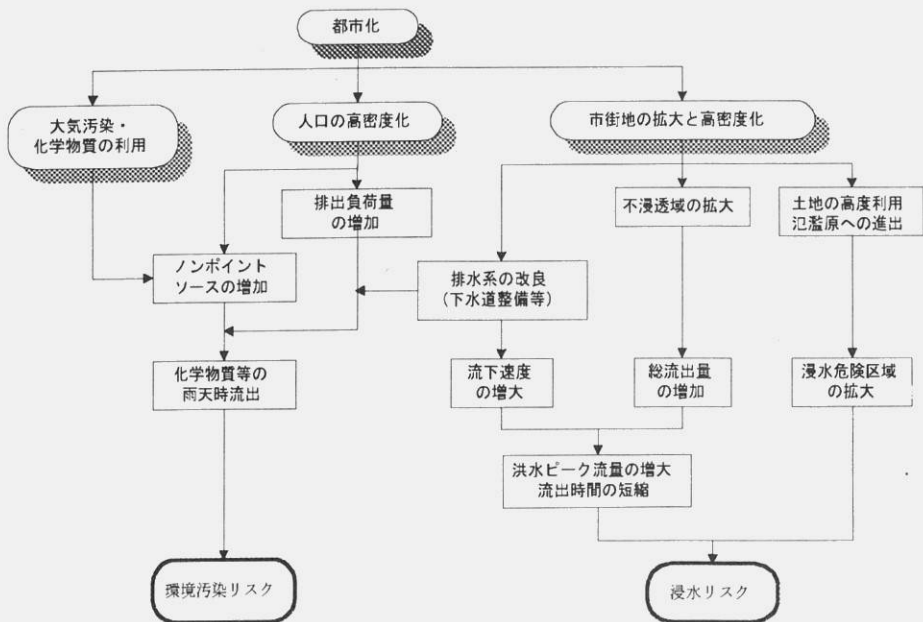 都市化
大気汚染・
化学物質の利用
人口の高密度化
市街地の拡大と高密度化
排出負荷量
の増加
不浸透域の拡大
土地の高度利用
氾濫原への進出
ノンポイント
ソースの増加
排水系の改良
(下水道整備等)
化学物質等の
雨天時流出
流下速度
の増大
総流出量
の増加
浸水危険区域
の拡大
洪水ピーク流量の増大
流出時間の短縮
環境汚染リスク
浸水リスク